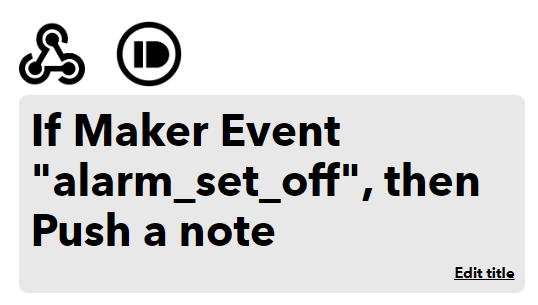 If Maker Event
"alarm_set_off", then
Push a note
Edit title